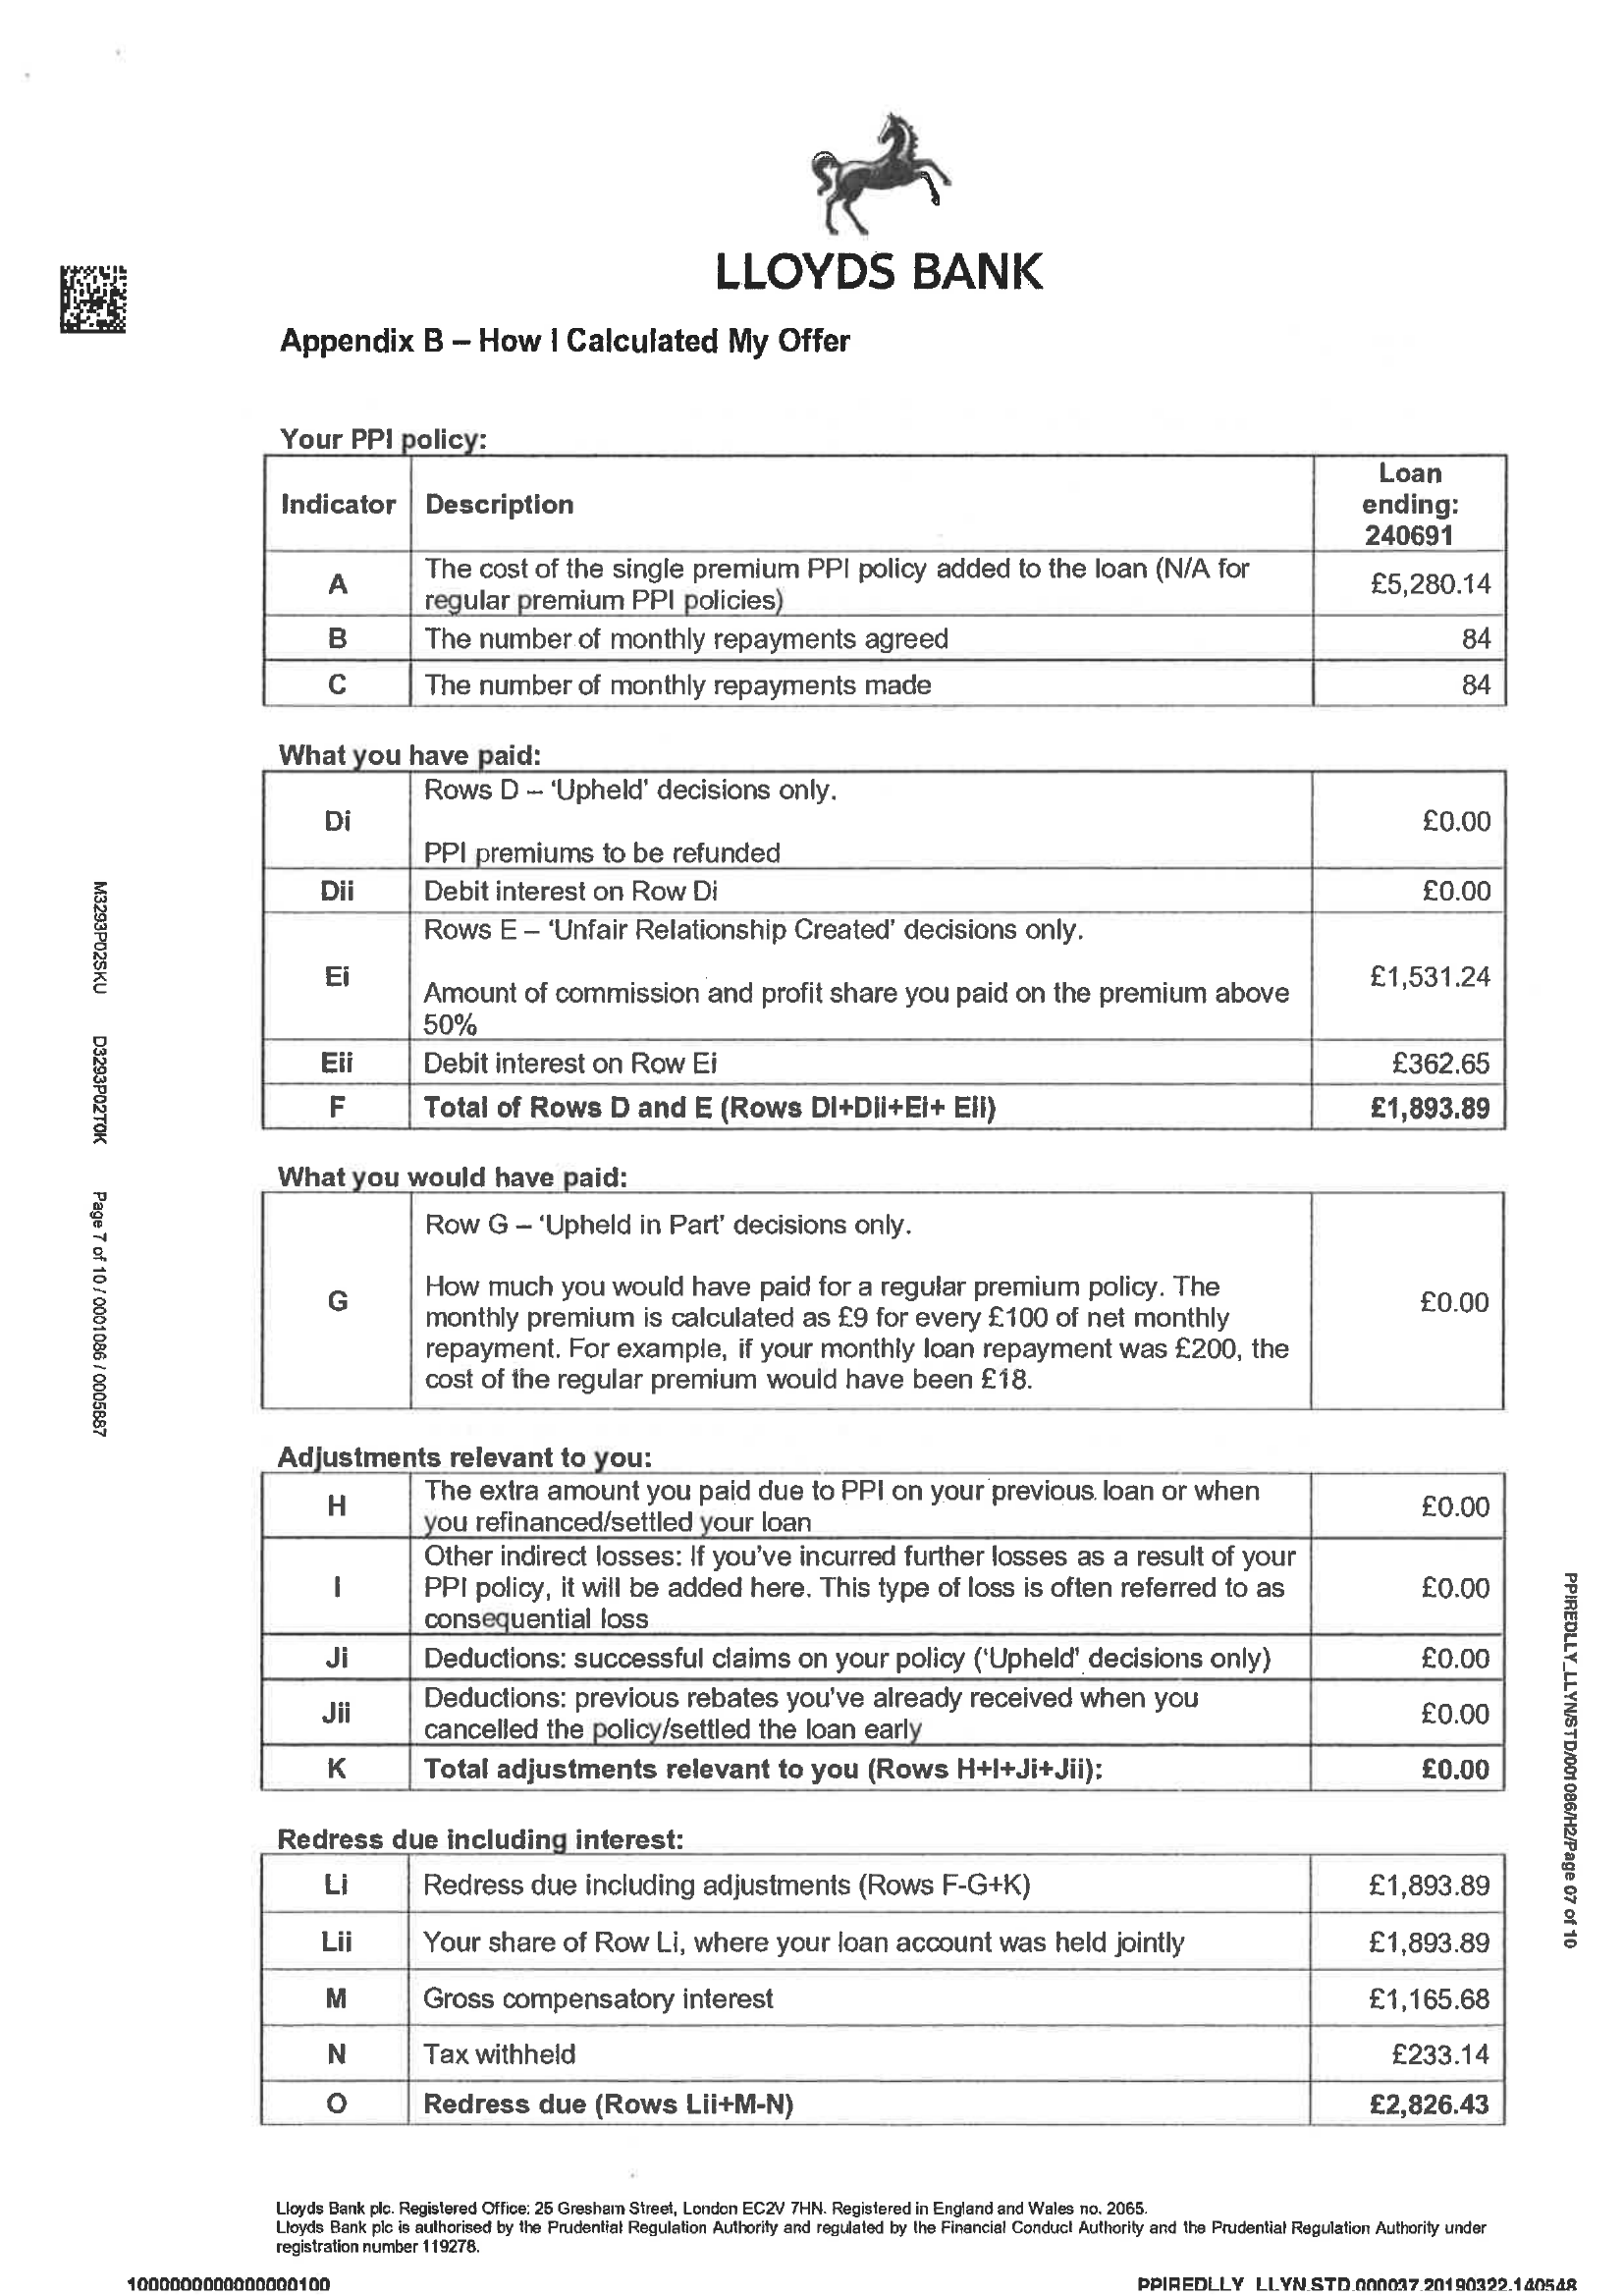 LLOYDS BANK
Appendix B – How I Calculated My Offer
Your PPI policy:
Indicator Description Loan ending: 240691
A The cost of the single premium PPI policy added to the loan (N/A for
regular premium PPI policies) £5,280.14
B The number of monthly repayments agreed 84
C The number of monthly repayments made 84
What you have paid:
Di Rows D – ‘Upheld’ decisions only.
PPI premiums to be refunded £0.00
Dii Debit interest on Row Di £0.00
Ei Rows E – ‘Unfair Relationship Created’ decisions only.
Amount of commission and profit share you paid on the premium above
50% £1,531.24
Eii Debit interest on Row Ei £362.65
F Total of Rows D and E (Rows Di+Dii+Ei+ Eii) £1,893.89
What you would have paid:
G Row G – ‘Upheld in Part’ decisions only.
How much you would have paid for a regular premium policy. The
monthly premium is calculated as £9 for every £100 of net monthly
repayment. For example, if your monthly loan repayment was £200, the
cost of the regular premium would have been £18. £0.00
Adjustments relevant to you:
H The extra amount you paid due to PPI on your previous loan or when
you refinanced/settled your loan £0.00
I Other indirect losses: If you’ve incurred further losses as a result of your
PPI policy, it will be added here. This type of loss is often referred to as
consequential loss £0.00
Ji Deductions: successful claims on your policy (‘Upheld’ decisions only) £0.00
Jii Deductions: previous rebates you’ve already received when you
cancelled the policy/settled the loan early £0.00
K Total adjustments relevant to you (Rows H+I+Ji+Jii): £0.00
Redress due including interest:
Li Redress due including adjustments (Rows F-G+K) £1,893.89
Lii Your share of Row Li, where your loan account was held jointly £1,893.89
M Gross compensatory interest £1,165.68
N Tax withheld £233.14
O Redress due (Rows Lii+M-N) £2,826.43
Lloyds Bank plc. Registered Office: 25 Gresham Street, London EC2V 7HN. Registered in England and Wales no. 2065.
Lloyds Bank plc is authorised by the Prudential Regulation Authority and regulated by the Financial Conduct Authority and the Prudential Regulation Authority under
registration number 119278.
1000000000000000100 PPIREDLLY_LLYN.STD.000037.20190322.140548
M3293P02SKU D3293P02T0K Page 7 of 10 / 0001086 / 0005887
PPIREDLLY_LLYN/STD/001086/H2/Page 07 of 10